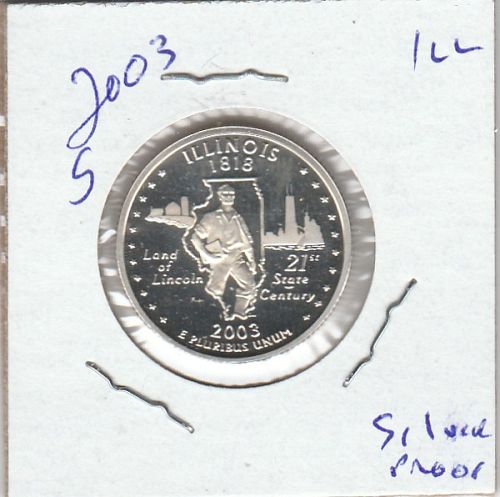 2003
S
ILL
ILLINOIS
1818
Land
of
Lincoln
21st
State
Century
2003
E PLURIBUS UNUM
Silver
Proof